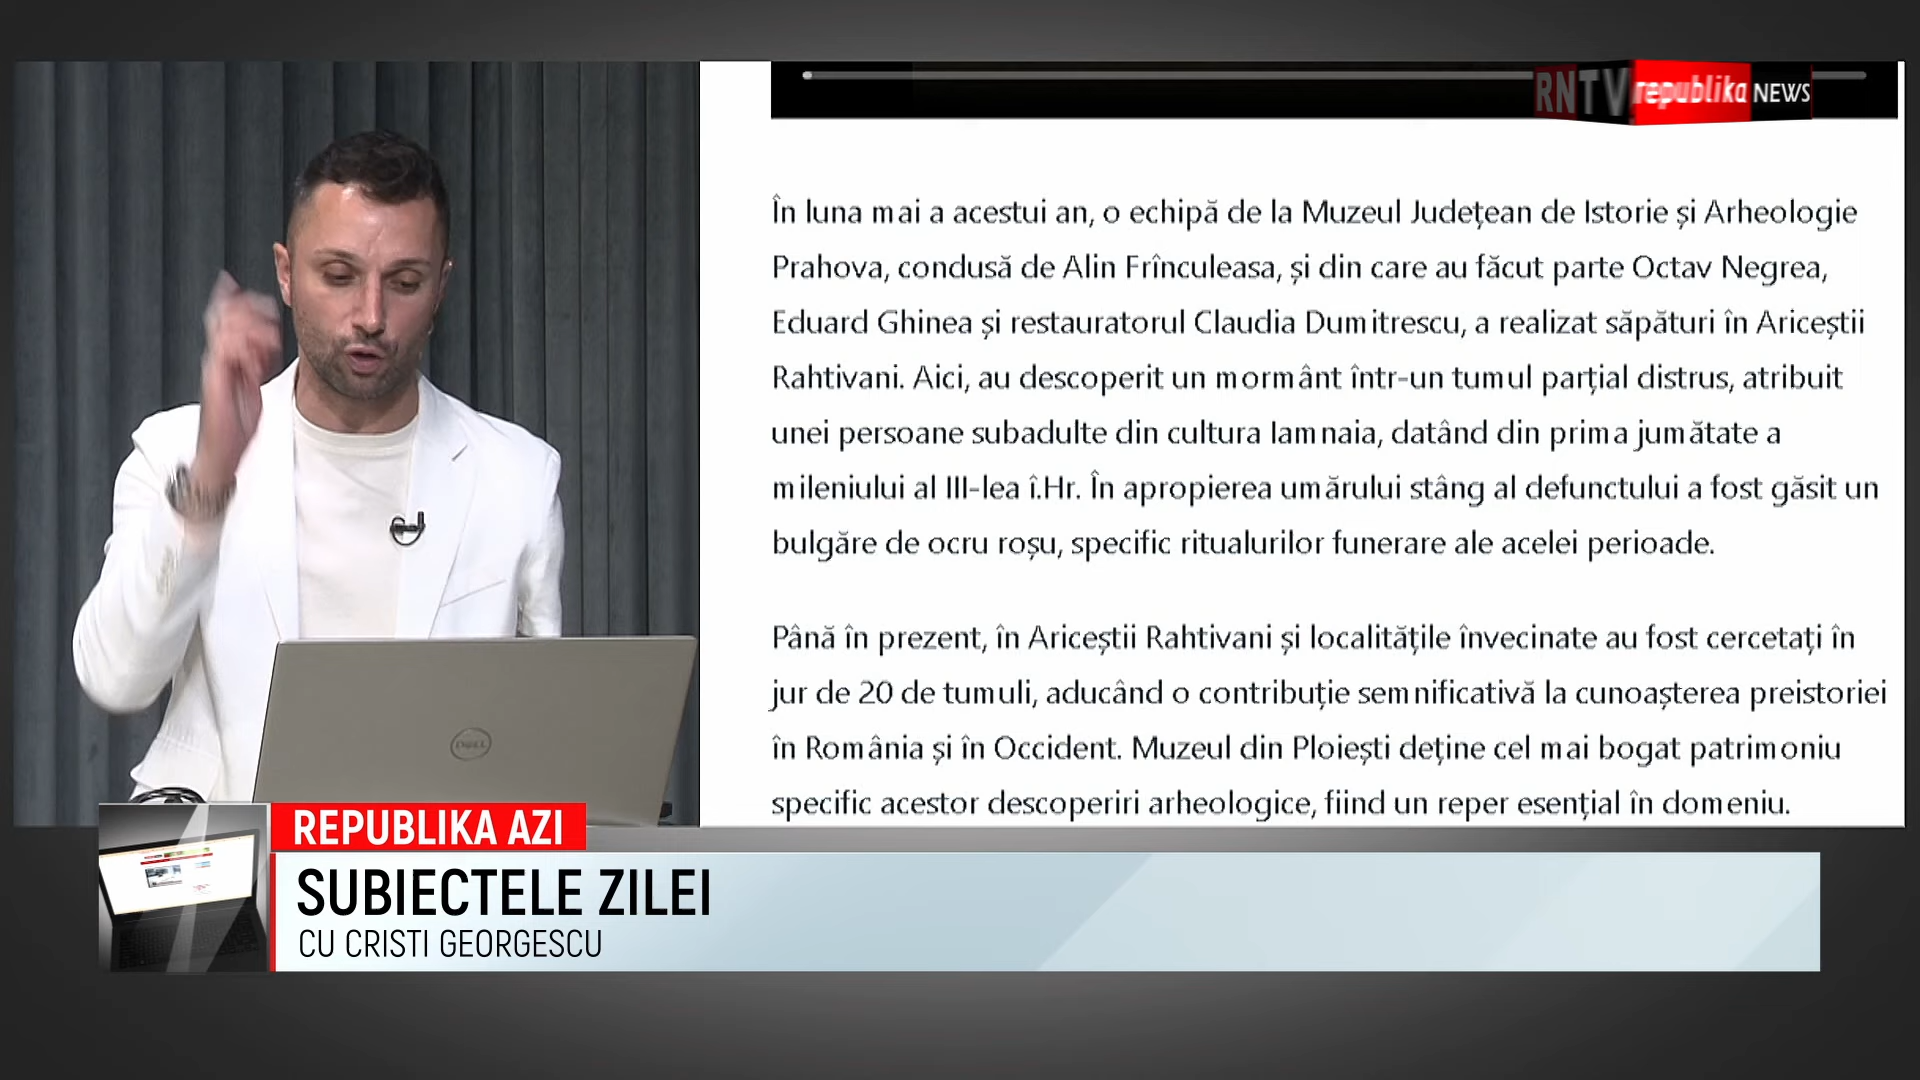 RNTV republika NEWS
În luna mai a acestui an, o echipă de la Muzeul Județean de Istorie și Arheologie
Prahova, condusă de Alin Frînculeasa, și din care au făcut parte Octav Negrea,
Eduard Ghinea și restauratorul Claudia Dumitrescu, a realizat săpături în Ariceștii
Rahtivani. Aici, au descoperit un mormânt într-un tumul parțial distrus, atribuit
unei persoane subadulte din cultura Iamnaia, datând din prima jumătate a
mileniului al III-lea î.Hr. În apropierea umărului stâng al defunctului a fost găsit un
bulgăre de ocru roșu, specific ritualurilor funerare ale acelei perioade.
Până în prezent, în Ariceștii Rahtivani și localitățile învecinate au fost cercetați în
jur de 20 de tumuli, aducând o contribuție semnificativă la cunoașterea preistoriei
în România și în Occident. Muzeul din Ploiești deține cel mai bogat patrimoniu
specific acestor descoperiri arheologice, fiind un reper esențial în domeniu.
DELL
REPUBLIKA AZI
SUBIECTELE ZILEI
CU CRISTI GEORGESCU